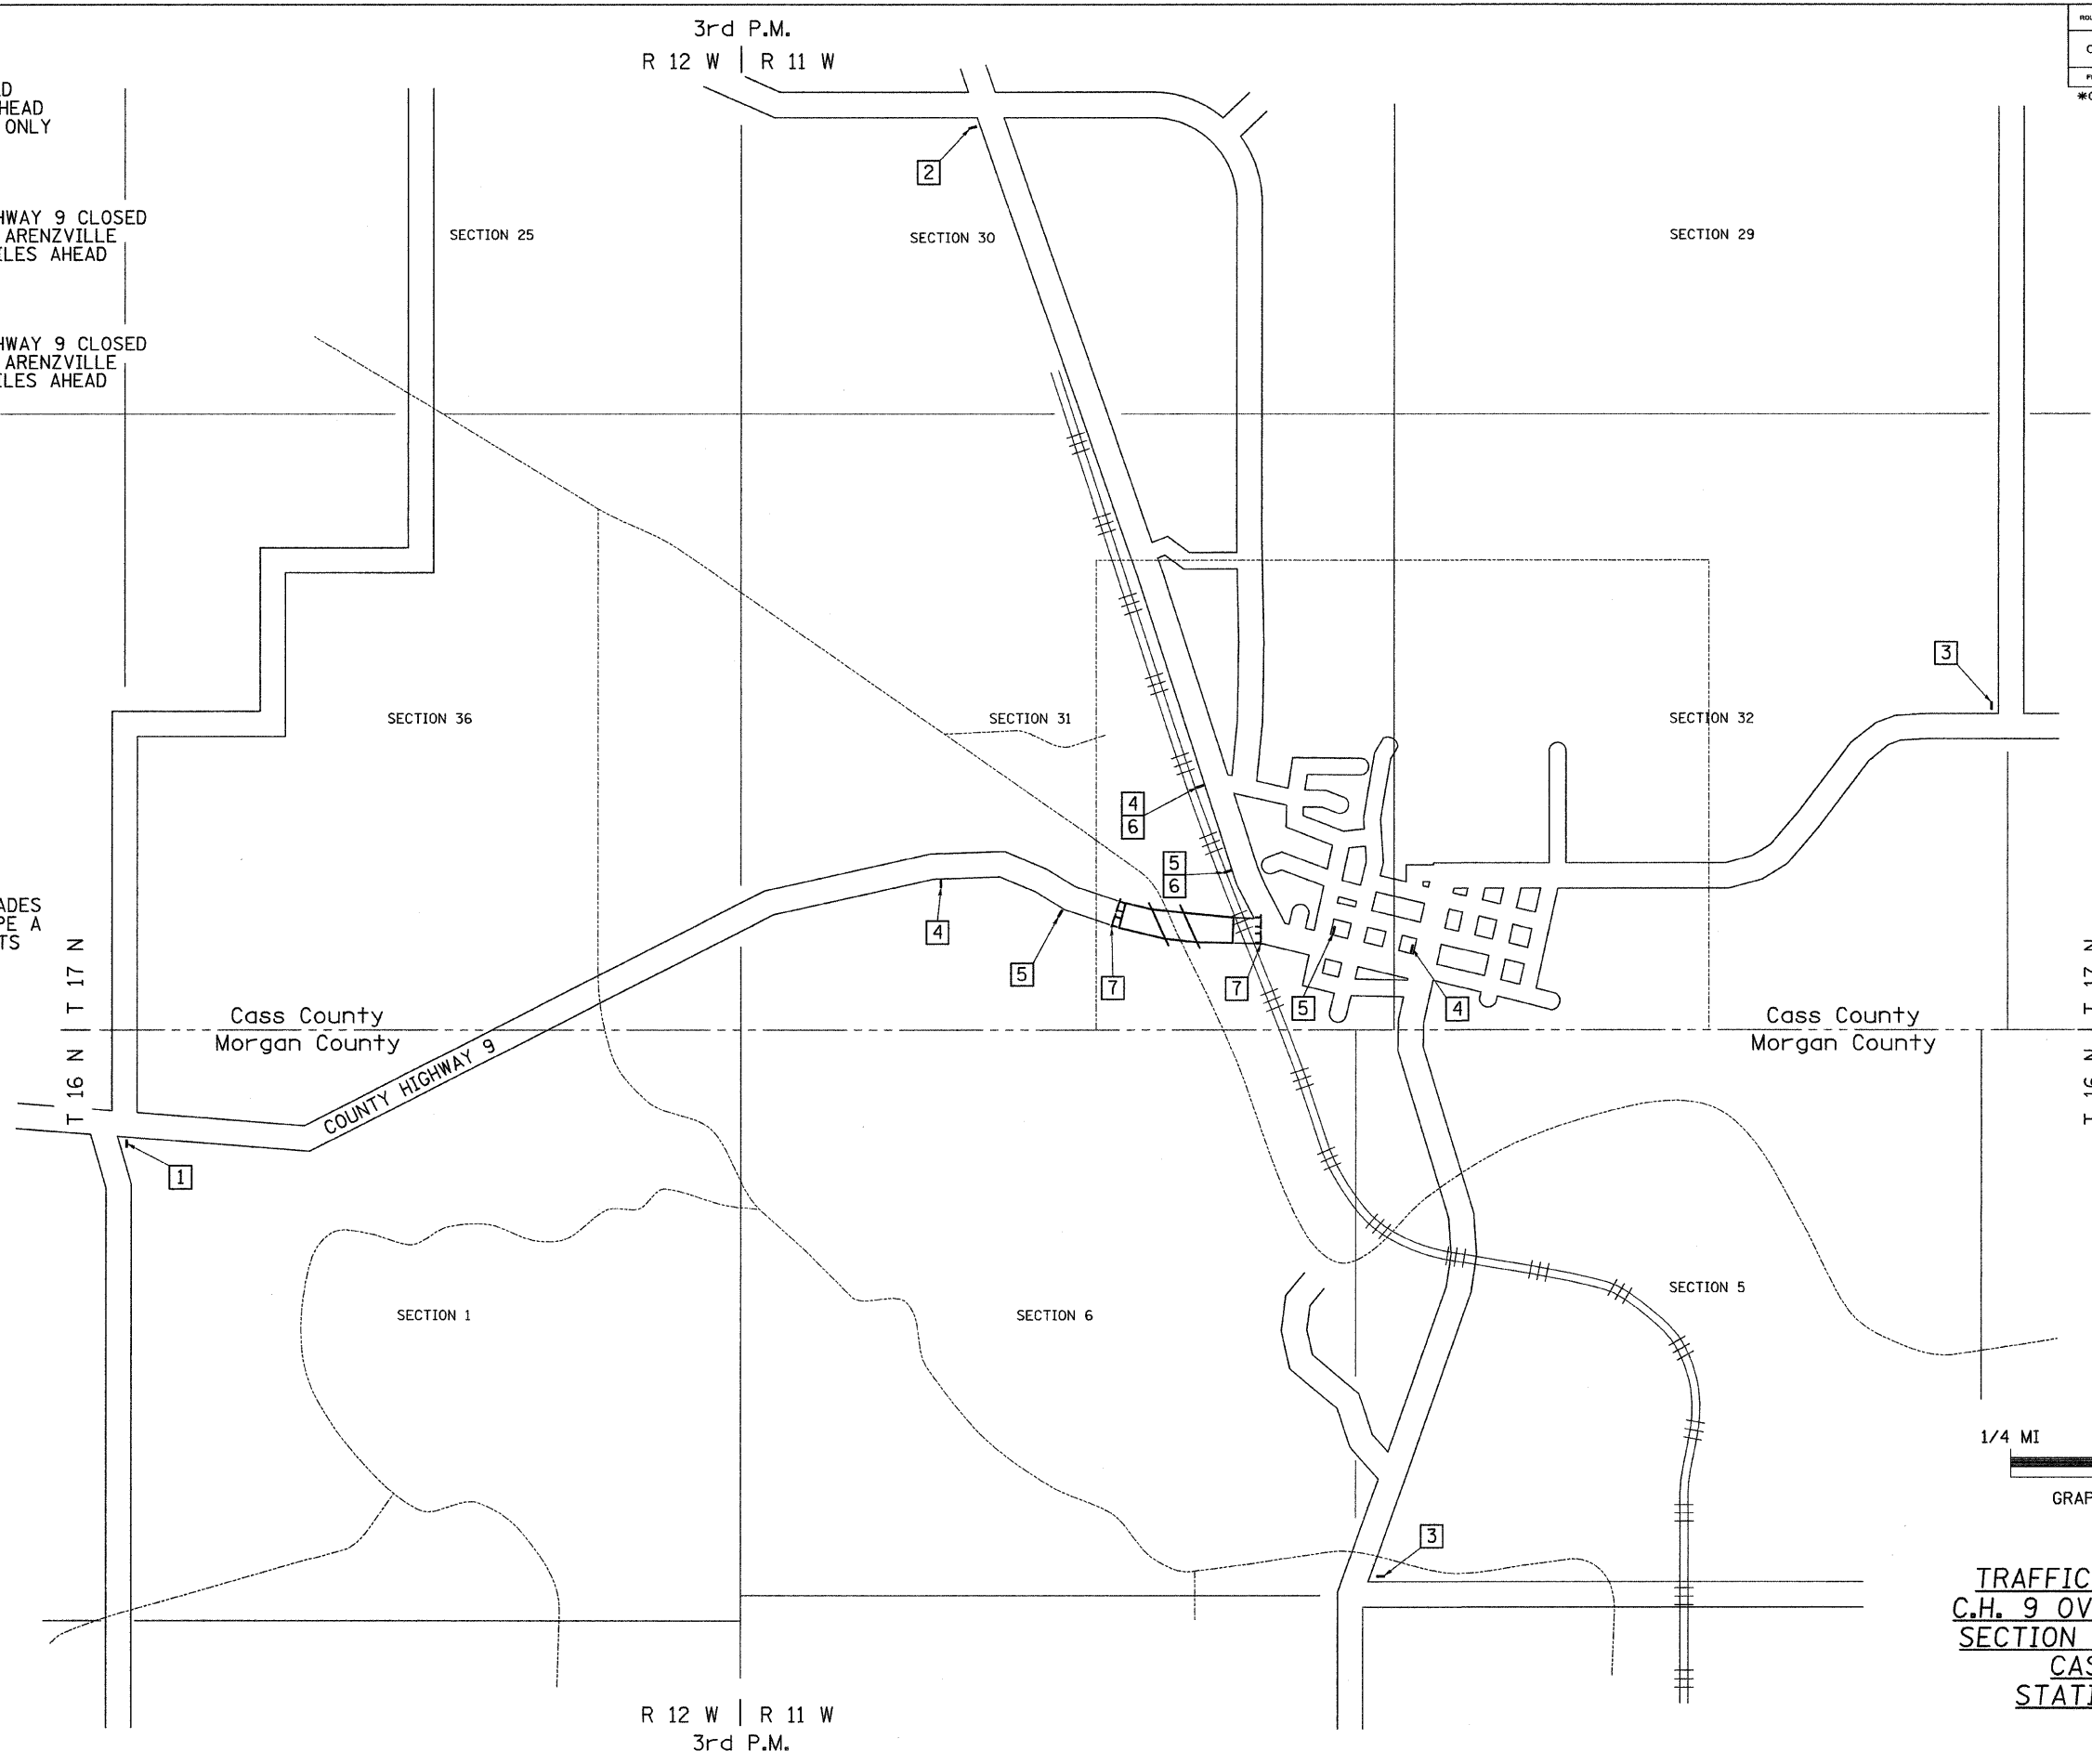 3rd P.M.
R 12 W R 11 W
HEAD
ONLY
2
HWAY 9 CLOSED
ARENZVILLE
ILES AHEAD
SECTION 25
SECTION 30
SECTION 29
HWAY 9 CLOSED
ARENZVILLE
ILES AHEAD
3
SECTION 36
SECTION 31
SECTION 32
4
6
5
6
ADES
PE A
TS
4
5
7
7
5
4
T 16 N T 17 N
T 16 N T 17 N
Cass County
Morgan County
Cass County
Morgan County
COUNTY HIGHWAY 9
1
SECTION 1
SECTION 6
SECTION 5
1/4 MI
GRAP
3
TRAFFIC
C.H. 9 OV
SECTION
CAS
STATI
R 12 W R 11 W
3rd P.M.